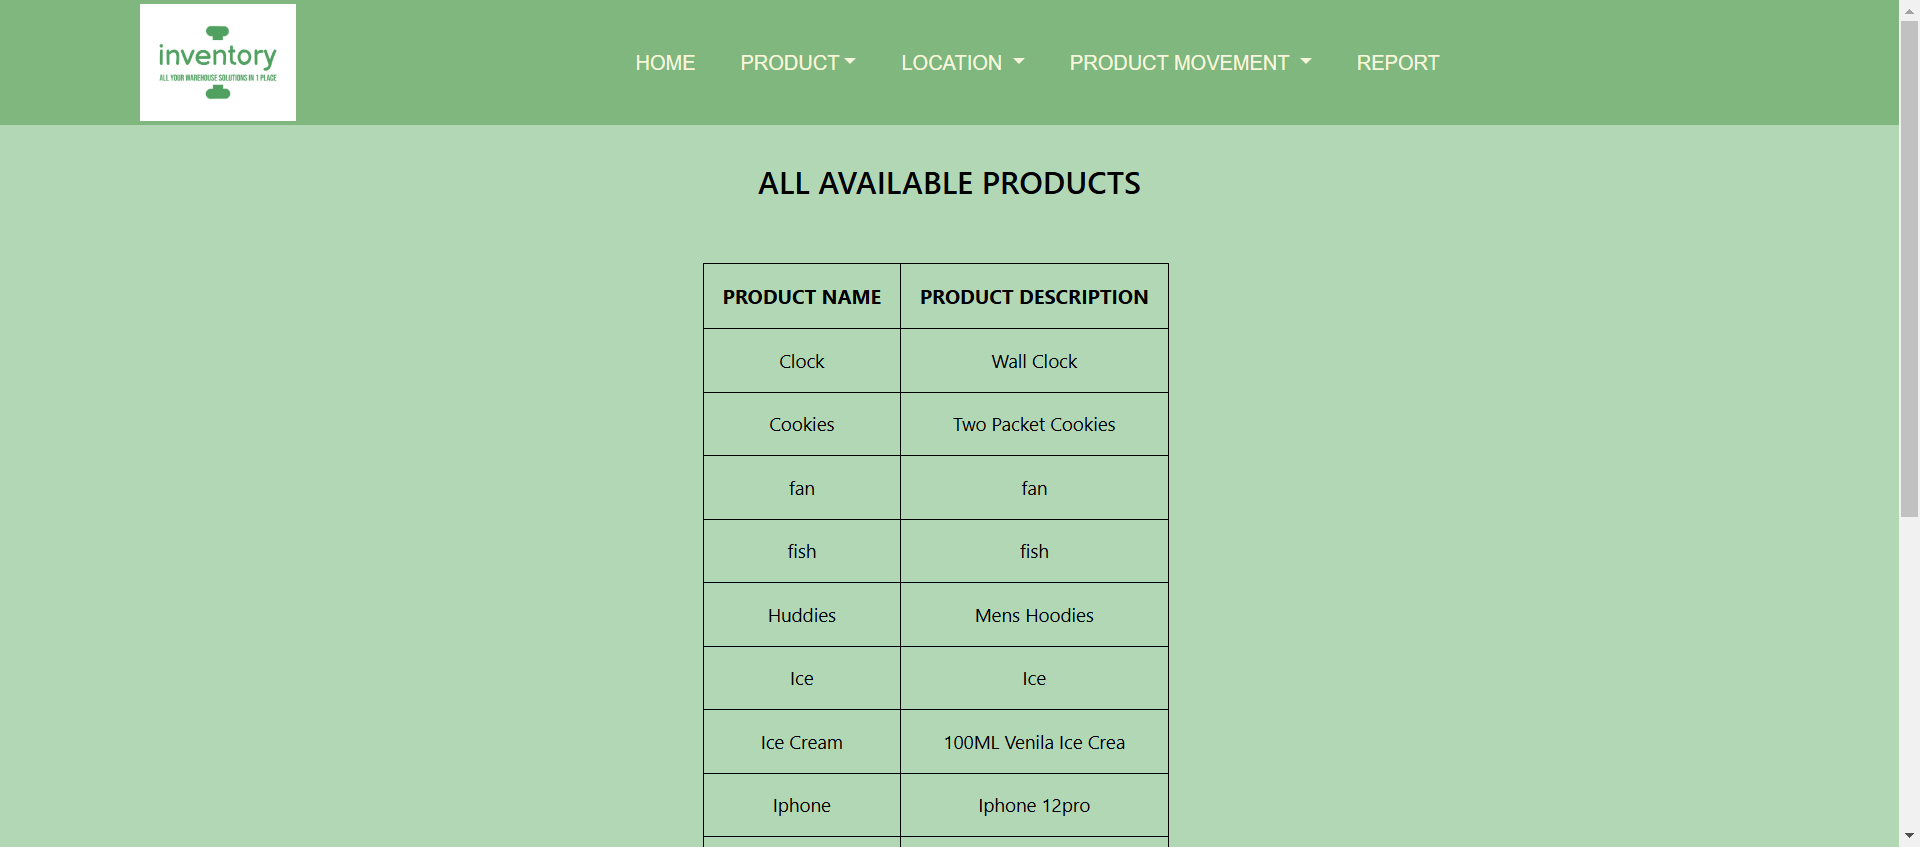 inventory
ALL YOUR WAREHOUSE SOLUTIONS IN 1 PLACE
HOME PRODUCT LOCATION PRODUCT MOVEMENT REPORT
ALL AVAILABLE PRODUCTS
PRODUCT NAME PRODUCT DESCRIPTION
Clock Wall Clock
Cookies Two Packet Cookies
fan fan
fish fish
Huddies Mens Hoodies
Ice Ice
Ice Cream 100ML Venila Ice Crea
Iphone Iphone 12pro